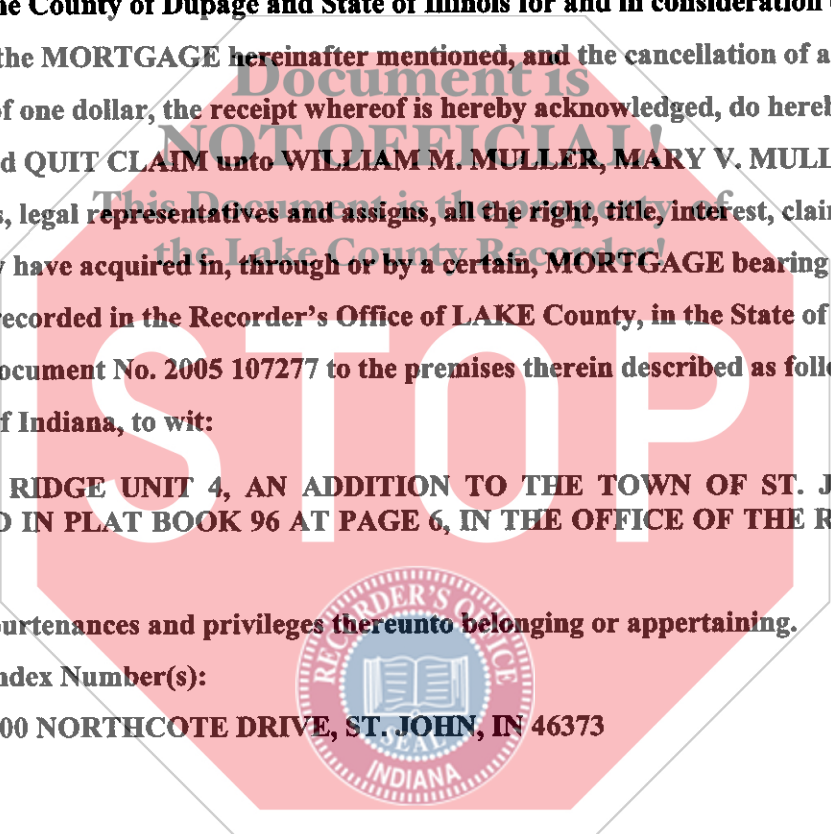 he County of Dupage and State of Illinois for and in consideration
the MORTGAGE hereinafter mentioned, and the cancellation of a
Document is
of one dollar, the receipt whereof is hereby acknowledged, do hereb
NOT OFFICIAL!
d QUIT CLAIM unto WILLIAM M. MULLER, MARY V. MULL
This Document is the property of
s, legal representatives and assigns, all the right, title, interest, clair
the Lake County Recorder!
y have acquired in, through or by a certain, MORTGAGE bearing
recorded in the Recorder's Office of LAKE County, in the State of
ocument No. 2005 107277 to the premises therein described as follo
f Indiana, to wit:
STOP
RIDGE UNIT 4, AN ADDITION TO THE TOWN OF ST. J
D IN PLAT BOOK 96 AT PAGE 6, IN THE OFFICE OF THE R
purtenances and privileges thereunto belonging or appertaining.
ndex Number(s):
00 NORTHCOTE DRIVE, ST. JOHN, IN 46373
RECORDER'S OFFICE
SEAL
INDIANA